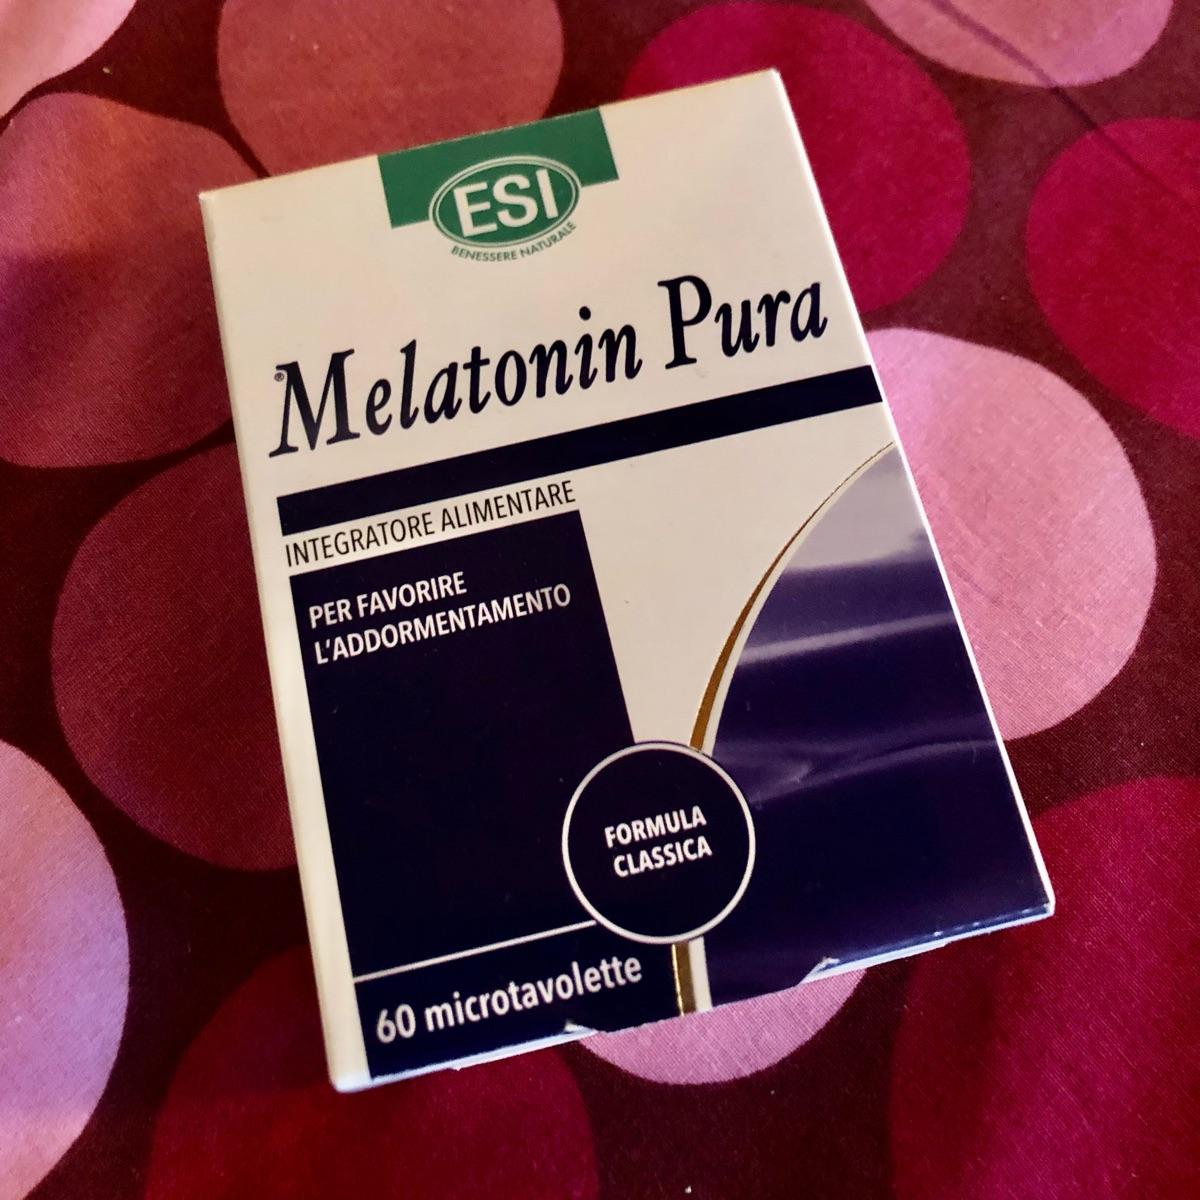 ESI
BENESSERE NATURALE
®Melatonin Pura
INTEGRATORE ALIMENTARE
PER FAVORIRE
L'ADDORMENTAMENTO
FORMULA
CLASSICA
60 microtavolette